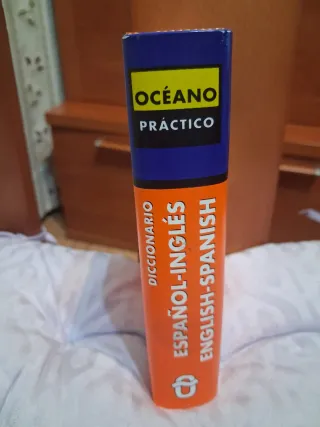 OCÉANO
PRÁCTICO
DICCIONARIO
ESPAÑOL-INGLÉS
ENGLISH-SPANISH